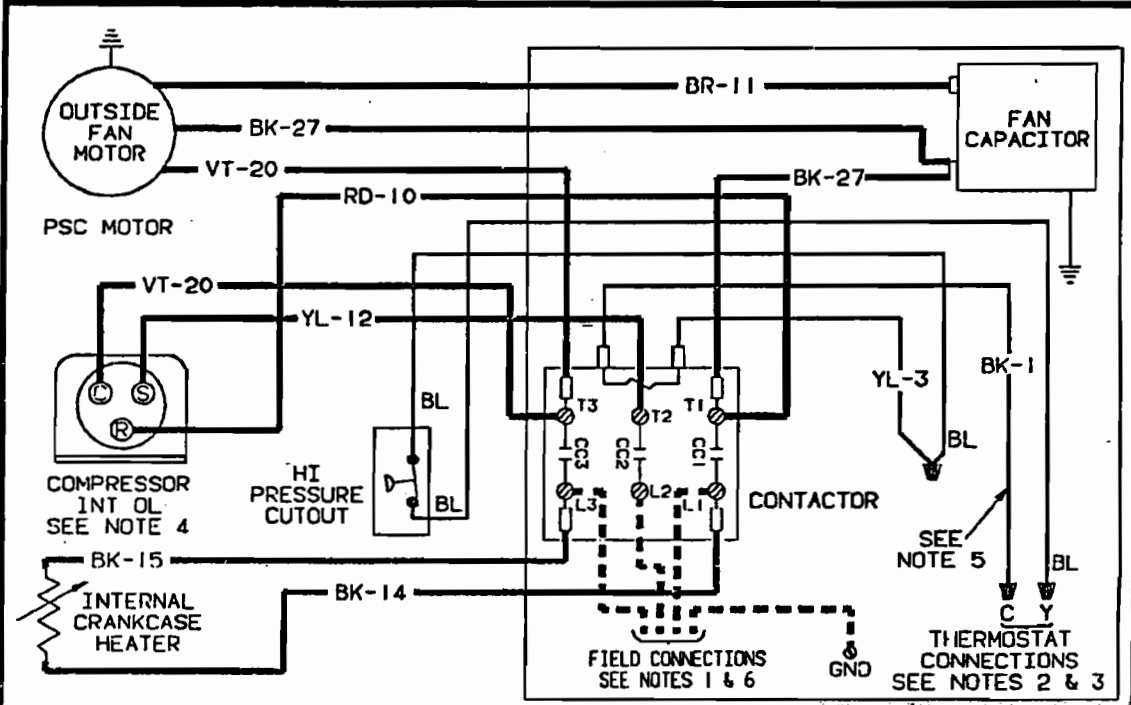 BR-11
OUTSIDE
FAN
MOTOR
FAN
CAPACITOR
BK-27
VT-20
BK-27
RD-10
PSC MOTOR
VT-20
YL-12
BK-1
YL-3
C
S
R
BL
T3
T2
T1
BL
CC3
CC2
CC1
HI
PRESSURE
CUTOUT
COMPRESSOR
INT OL
SEE NOTE 4
BL
L3
L2
L1
CONTACTOR
SEE
NOTE 5
BL
BK-15
BK-14
INTERNAL
CRANKCASE
HEATER
C Y
THERMOSTAT
CONNECTIONS
SEE NOTES 2 & 3
FIELD CONNECTIONS
SEE NOTES 1 & 6
GND